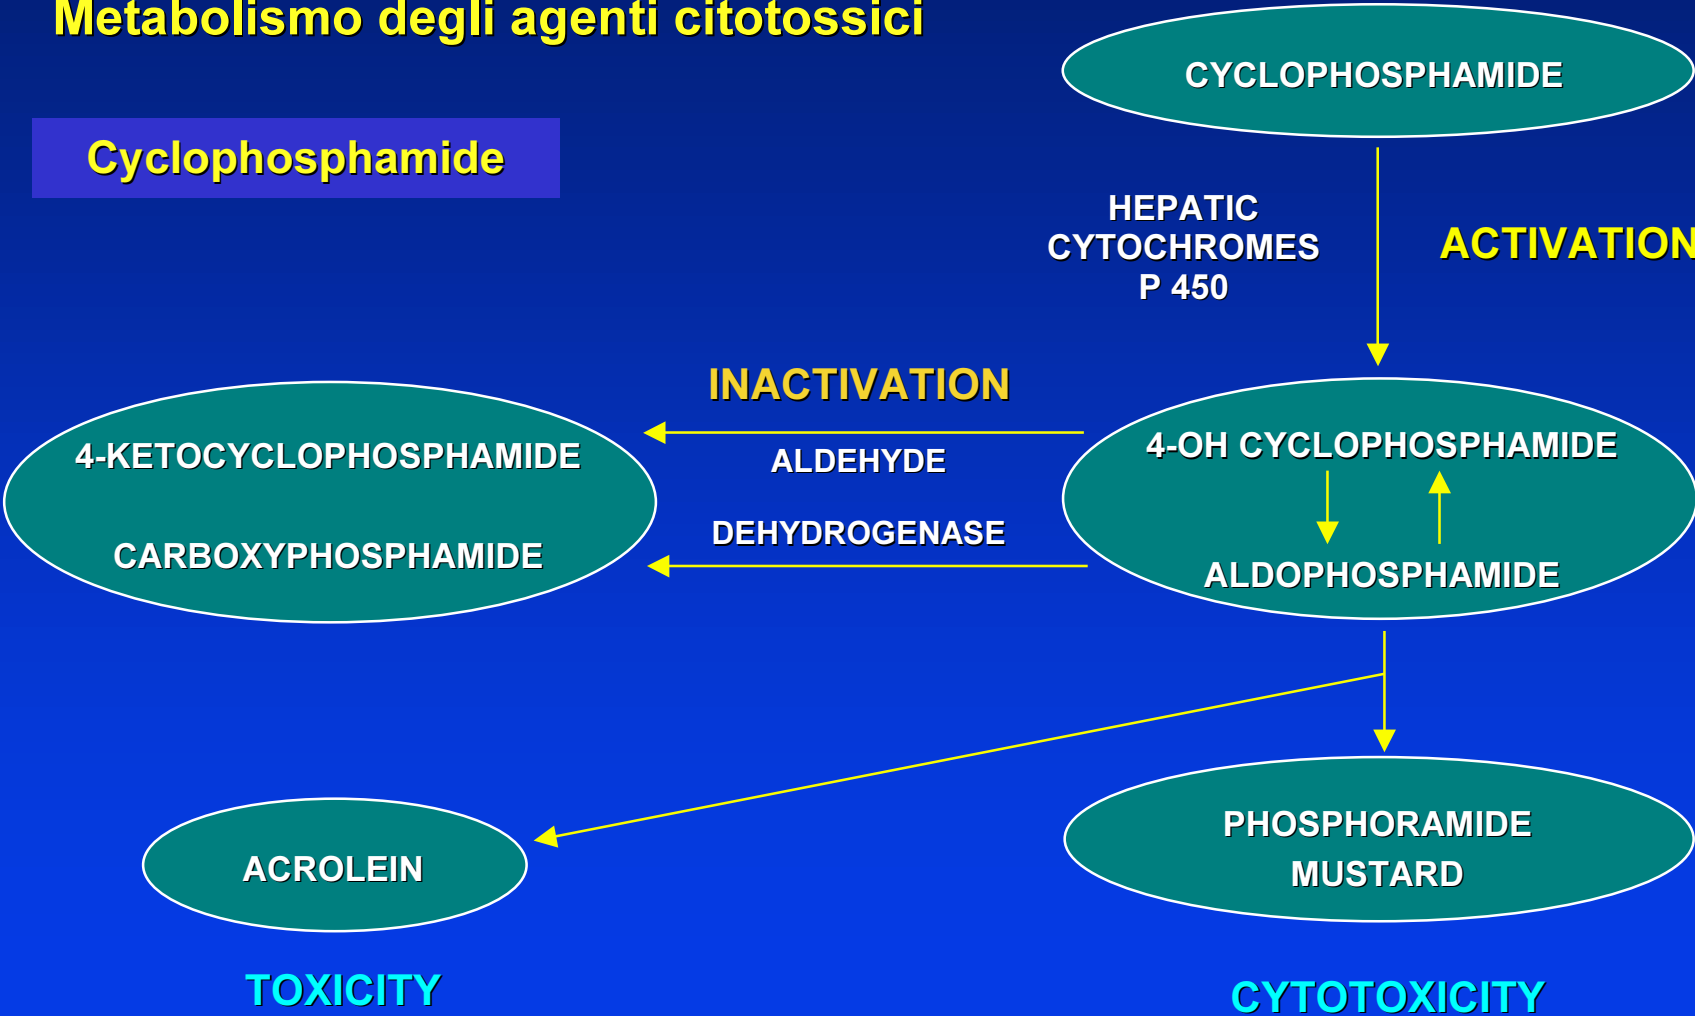 Metabolismo degli agenti citotossici
CYCLOPHOSPHAMIDE
Cyclophosphamide
HEPATIC
CYTOCHROMES
P 450
ACTIVATION
INACTIVATION
4-KETOCYCLOPHOSPHAMIDE
ALDEHYDE
4-OH CYCLOPHOSPHAMIDE
CARBOXYPHOSPHAMIDE
DEHYDROGENASE
ALDOPHOSPHAMIDE
ACROLEIN
PHOSPHORAMIDE
MUSTARD
TOXICITY
CYTOTOXICITY